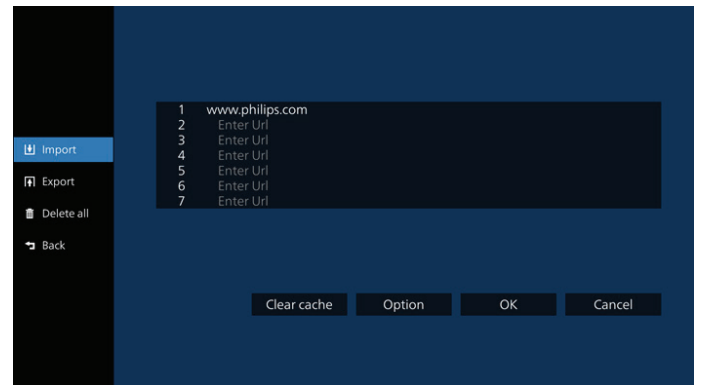 Import
Export
Delete all
Back
1 www.philips.com
2 Enter Url
3 Enter Url
4 Enter Url
5 Enter Url
6 Enter Url
7 Enter Url
Clear cache Option OK Cancel